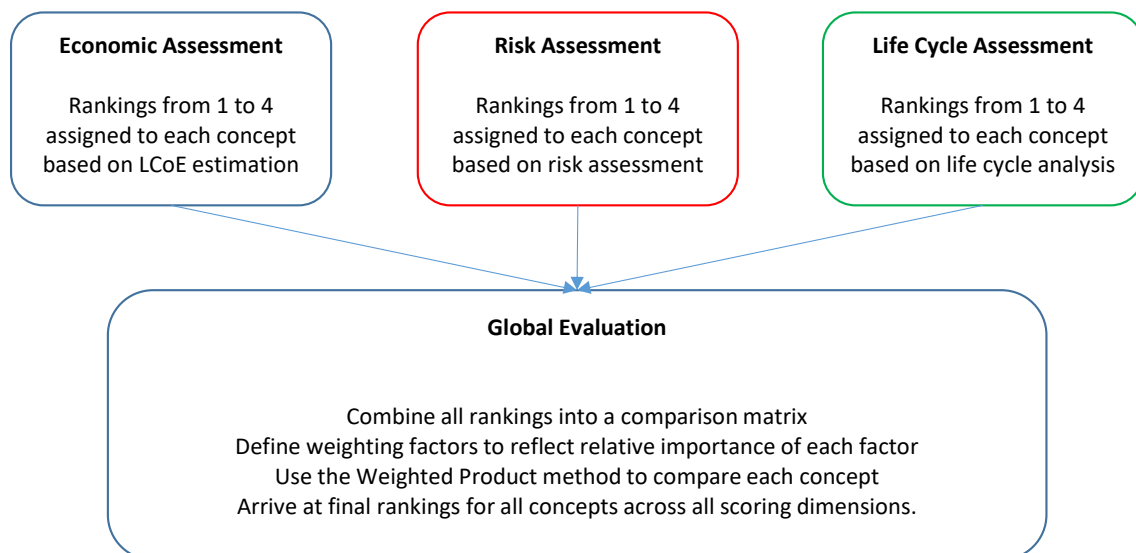 Economic Assessment
Rankings from 1 to 4
assigned to each concept
based on LCoE estimation
Risk Assessment
Rankings from 1 to 4
assigned to each concept
based on risk assessment
Life Cycle Assessment
Rankings from 1 to 4
assigned to each concept
based on life cycle analysis
Global Evaluation
Combine all rankings into a comparison matrix
Define weighting factors to reflect relative importance of each factor
Use the Weighted Product method to compare each concept
Arrive at final rankings for all concepts across all scoring dimensions.